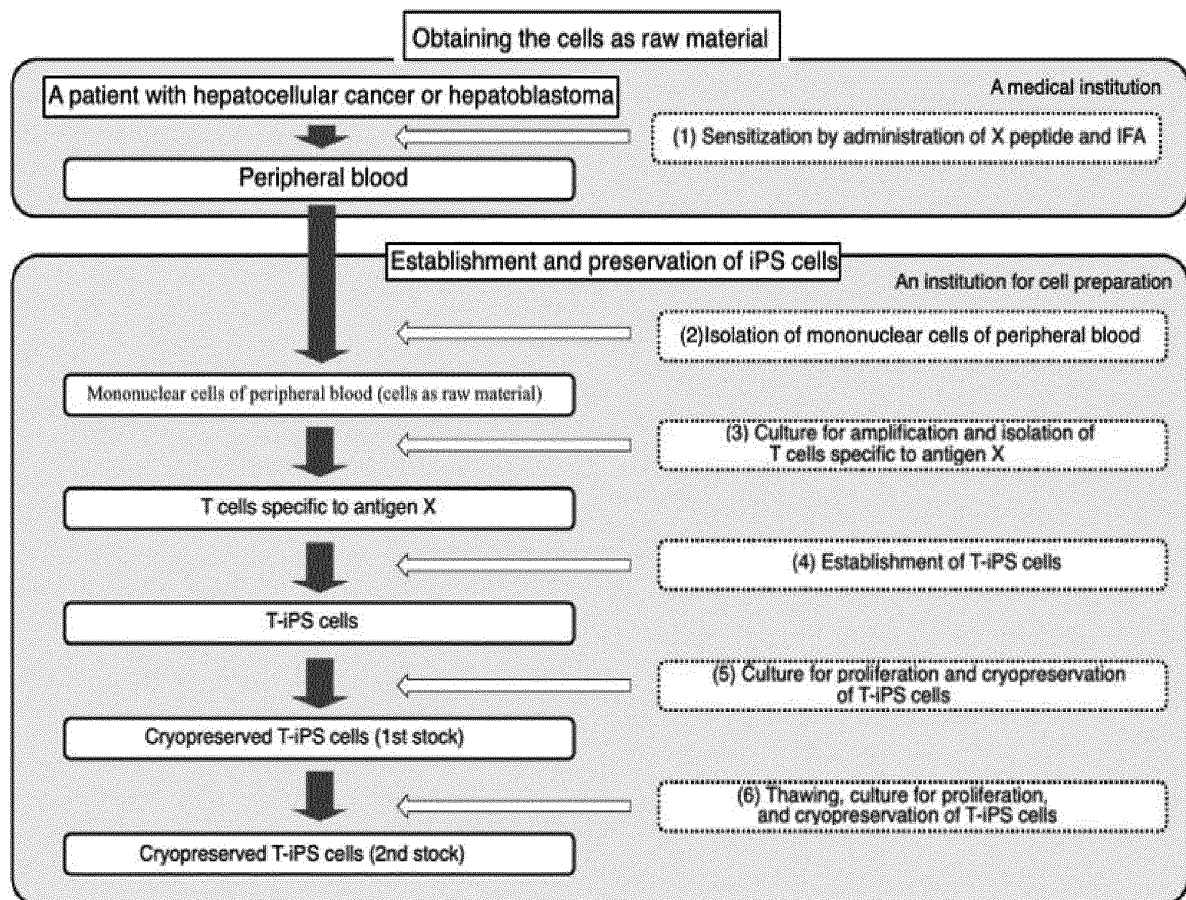 Obtaining the cells as raw material
A medical institution
A patient with hepatocellular cancer or hepatoblastoma
(1) Sensitization by administration of X peptide and IFA
Peripheral blood
Establishment and preservation of iPS cells
An institution for cell preparation
(2)Isolation of mononuclear cells of peripheral blood
Mononuclear cells of peripheral blood (cells as raw material)
(3) Culture for amplification and isolation of
T cells specific to antigen X
T cells specific to antigen X
(4) Establishment of T-iPS cells
T-iPS cells
(5) Culture for proliferation and cryopreservation
of T-iPS cells
Cryopreserved T-iPS cells (1st stock)
(6) Thawing, culture for proliferation,
and cryopreservation of T-iPS cells
Cryopreserved T-iPS cells (2nd stock)